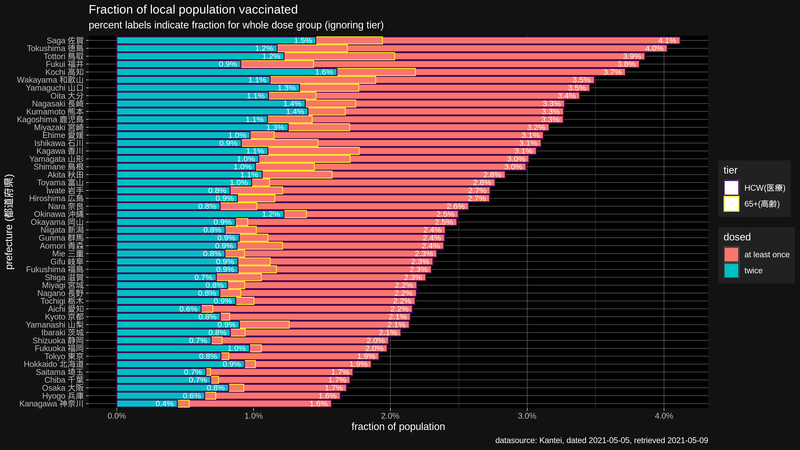 Fraction of local population vaccinated
percent labels indicate fraction for whole dose group (ignoring tier)
prefecture (都道府県)
Saga 佐賀 1.5% 4.1%
Tokushima 徳島 1.2% 4.0%
Tottori 鳥取 1.2% 3.9%
Fukui 福井 0.9% 3.8%
Kochi 高知 1.6% 3.7%
Wakayama 和歌山 1.1% 3.5%
Yamaguchi 山口 1.3% 3.5%
Oita 大分 1.1% 3.4%
Nagasaki 長崎 1.4% 3.3%
Kumamoto 熊本 1.4% 3.3%
Kagoshima 鹿児島 1.1% 3.3%
Miyazaki 宮崎 1.3% 3.2%
Ehime 愛媛 1.0% 3.1%
Ishikawa 石川 0.9% 3.1%
Kagawa 香川 1.1% 3.1%
Yamagata 山形 1.0% 3.0%
Shimane 島根 1.0% 3.0%
Akita 秋田 1.1% 2.8%
Toyama 富山 1.0% 2.8%
Iwate 岩手 0.8% 2.7%
Hiroshima 広島 0.9% 2.7%
Nara 奈良 0.8% 2.6%
Okinawa 沖縄 1.2% 2.5%
Okayama 岡山 0.9% 2.5%
Niigata 新潟 0.8% 2.4%
Gunma 群馬 0.9% 2.4%
Aomori 青森 0.9% 2.4%
Mie 三重 0.8% 2.3%
Gifu 岐阜 0.9% 2.3%
Fukushima 福島 0.9% 2.3%
Shiga 滋賀 0.7% 2.3%
Miyagi 宮城 0.8% 2.2%
Nagano 長野 0.8% 2.2%
Tochigi 栃木 0.9% 2.2%
Aichi 愛知 0.6% 2.2%
Kyoto 京都 0.8% 2.1%
Yamanashi 山梨 0.9% 2.1%
Ibaraki 茨城 0.8% 2.1%
Shizuoka 静岡 0.7% 2.0%
Fukuoka 福岡 1.0% 2.0%
Tokyo 東京 0.8% 1.9%
Hokkaido 北海道 0.9% 1.9%
Saitama 埼玉 0.7% 1.7%
Chiba 千葉 0.7% 1.7%
Osaka 大阪 0.8% 1.7%
Hyogo 兵庫 0.6% 1.6%
Kanagawa 神奈川 0.4% 1.6%
0.0% 1.0% 2.0% 3.0% 4.0%
fraction of population
tier
HCW(医療)
65+(高齢)
dosed
at least once
twice
datasource: Kantei, dated 2021-05-05, retrieved 2021-05-09